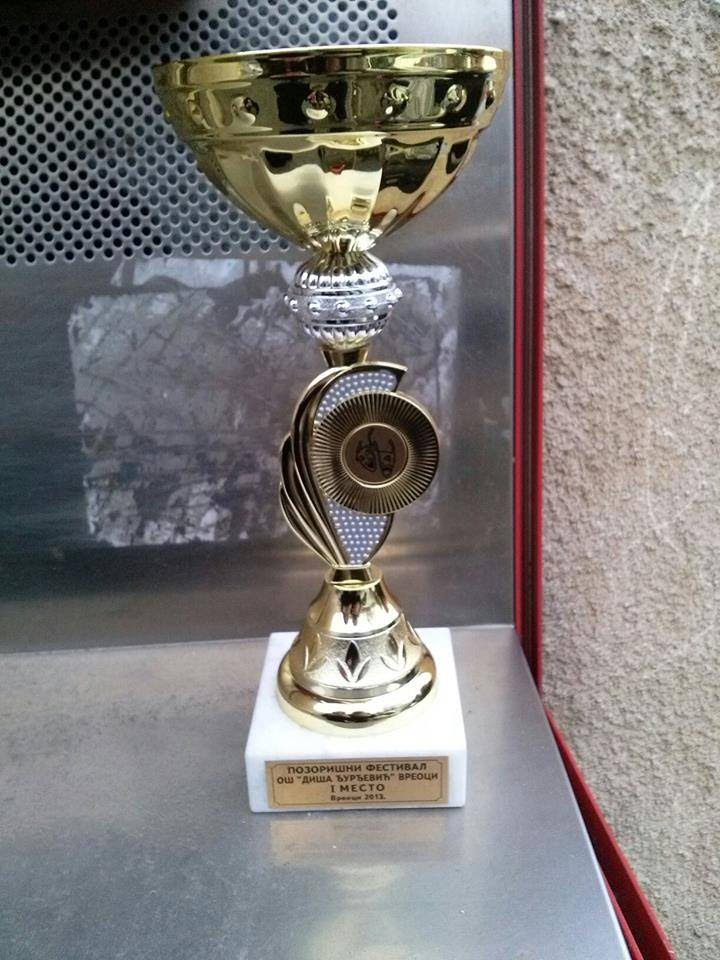 ПОЗОРИШНИ ФЕСТИВАЛ
ОШ "ДИША ЂУРЂЕВИЋ" ВРЕОЦИ
I МЕСТО
Вреоци 2013.